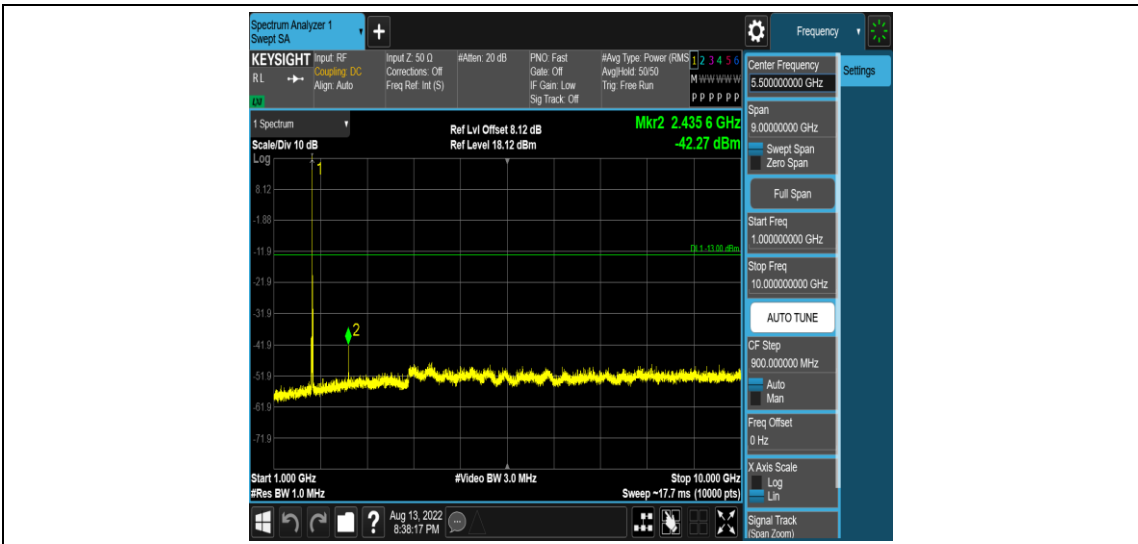 Spectrum Analyzer 1
Swept SA
+
Frequency
KEYSIGHT
RL
LXI
Input: RF
Coupling: DC
Align: Auto
Input Z: 50 Ω
Corrections: Off
Freq Ref: Int (S)
#Atten: 20 dB
PNO: Fast
Gate: Off
IF Gain: Low
Sig Track: Off
#Avg Type: Power (RMS
Avg|Hold: 50/50
Trig: Free Run
1 2 3 4 5 6
M W W W W W
P P P P P P
1 Spectrum
Scale/Div 10 dB
Log
Ref Lvl Offset 8.12 dB
Ref Level 18.12 dBm
Mkr2 2.435 6 GHz
-42.27 dBm
1
8.12
-1.88
-11.9
DL1 -13.00 dBm
-21.9
-31.9
2
-41.9
-51.9
-61.9
-71.9
Start 1.000 GHz
#Res BW 1.0 MHz
#Video BW 3.0 MHz
Stop 10.000 GHz
Sweep ~17.7 ms (10000 pts)
?
Aug 13, 2022
8:38:17 PM
Center Frequency
5.500000000 GHz
Settings
Span
9.00000000 GHz
Swept Span
Zero Span
Full Span
Start Freq
1.000000000 GHz
Stop Freq
10.000000000 GHz
AUTO TUNE
CF Step
900.000000 MHz
Auto
Man
Freq Offset
0 Hz
X Axis Scale
Log
Lin
Signal Track
(Span Zoom)